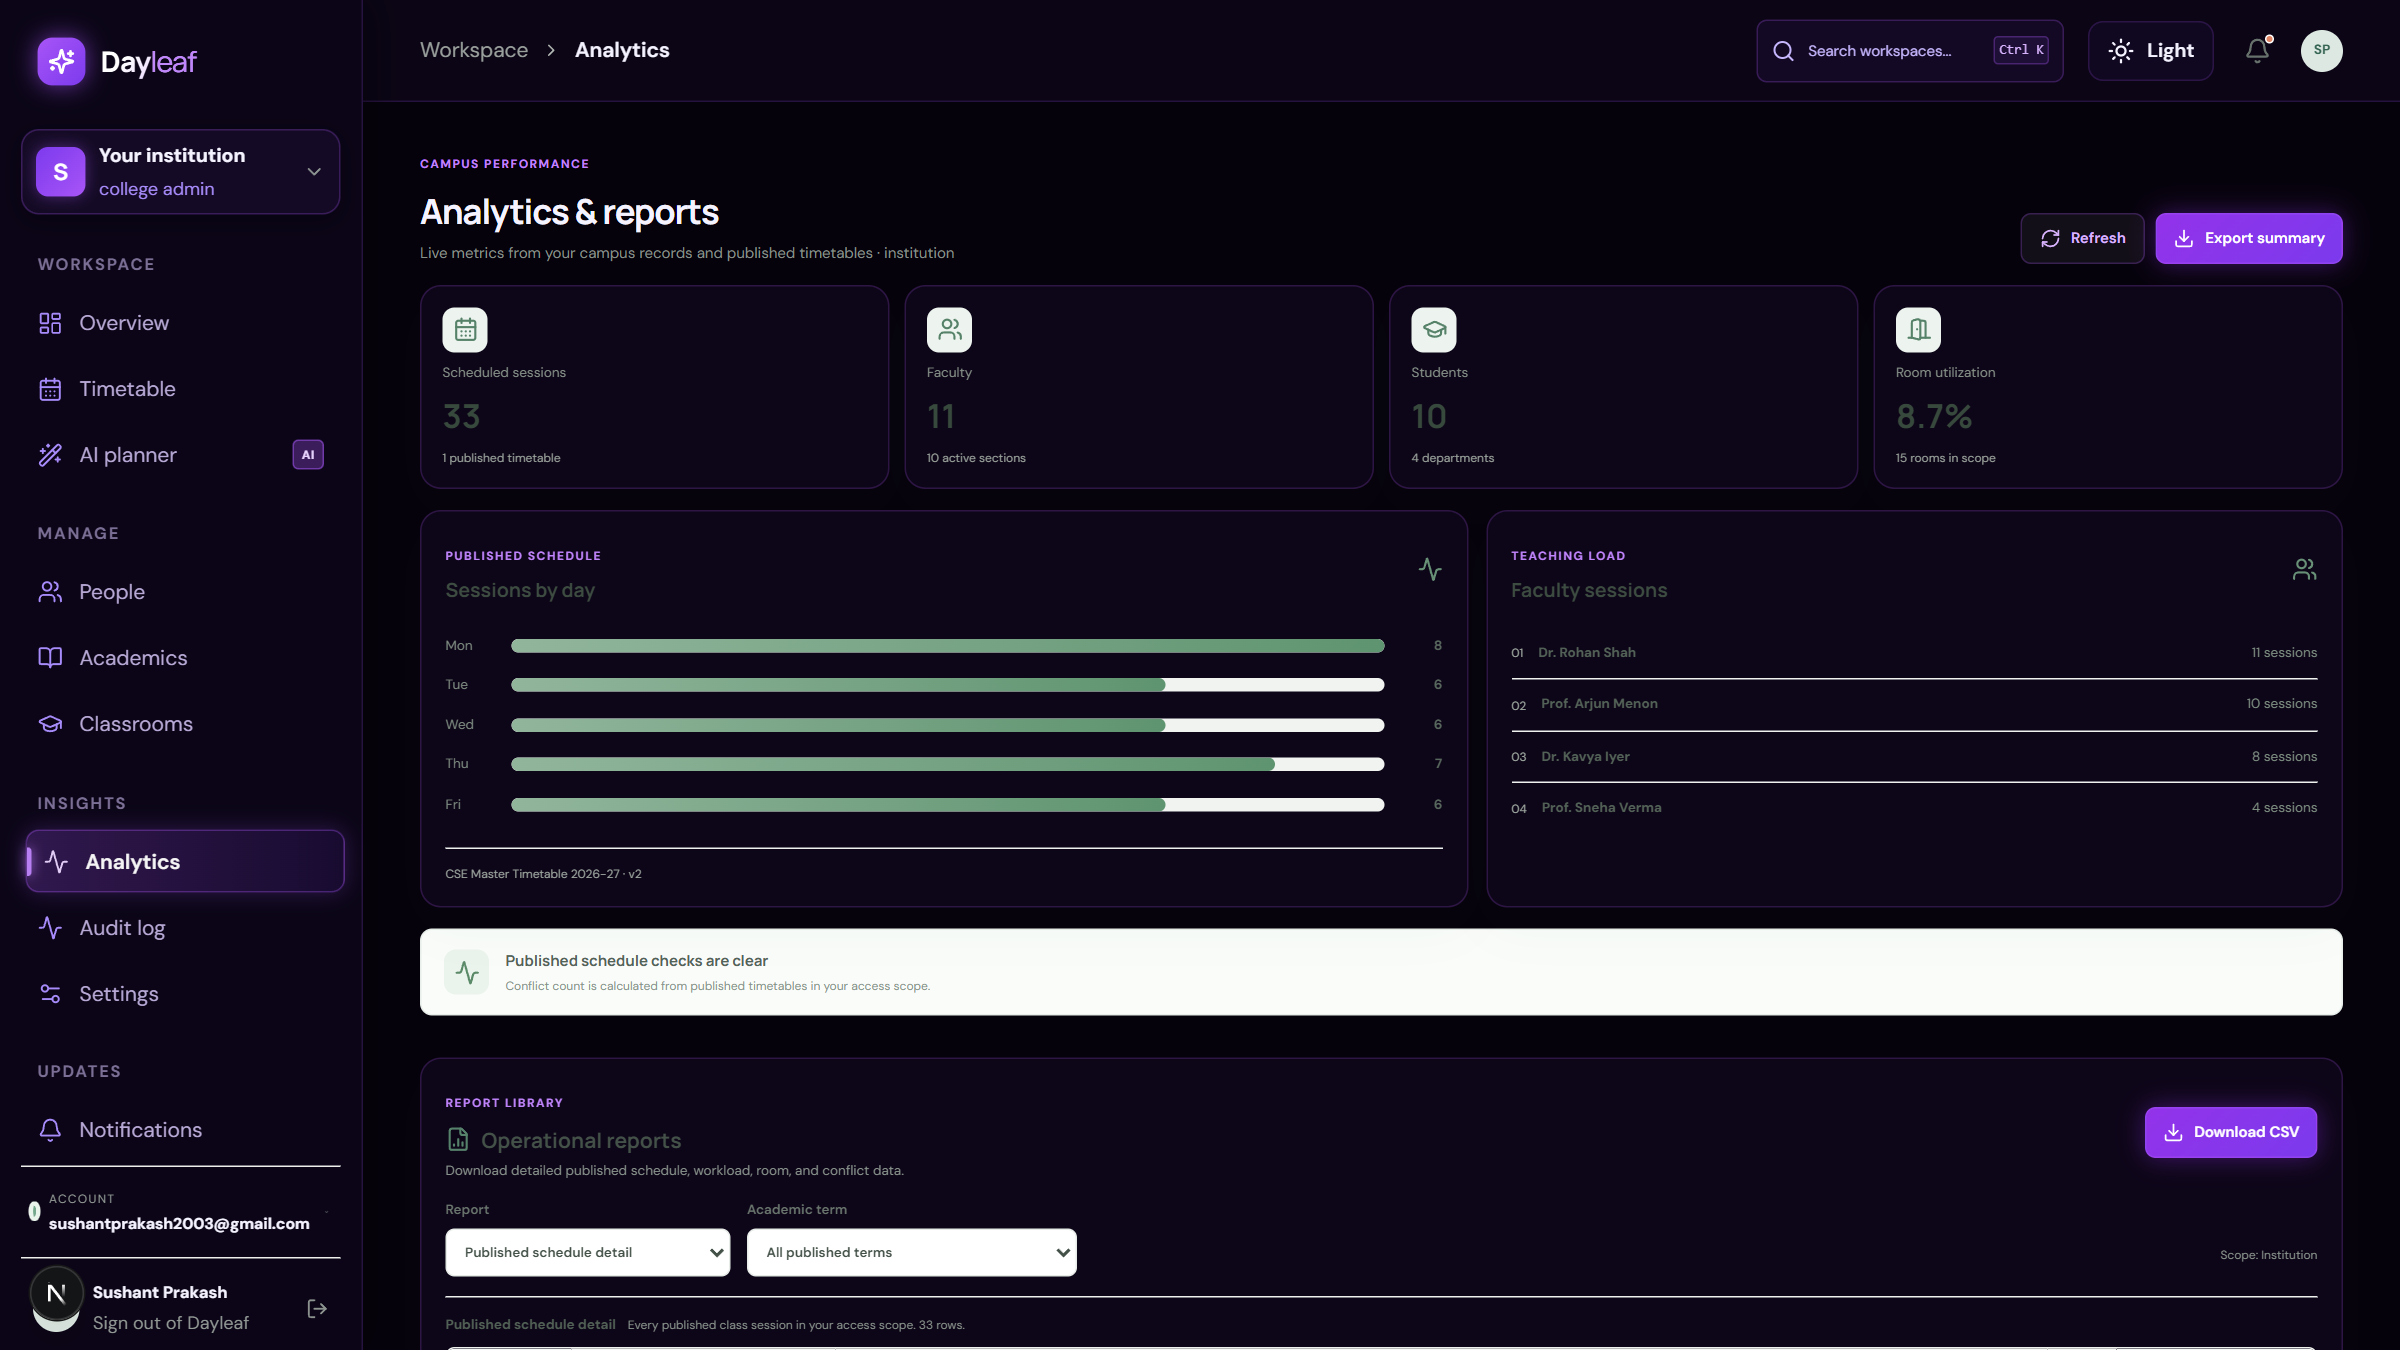 Dayleaf
Your institution
college admin
WORKSPACE
Overview
Timetable
AI planner
AI
MANAGE
People
Academics
Classrooms
INSIGHTS
Analytics
Audit log
Settings
UPDATES
Notifications
ACCOUNT
sushantprakash2003@gmail.com
N
Sushant Prakash
Sign out of Dayleaf
S
Workspace > Analytics
Search workspaces...
Ctrl K
Light
SP
CAMPUS PERFORMANCE
Analytics & reports
Live metrics from your campus records and published timetables · institution
Refresh
Export summary
Scheduled sessions
33
1 published timetable
Faculty
11
10 active sections
Students
10
4 departments
Room utilization
8.7%
15 rooms in scope
PUBLISHED SCHEDULE
Sessions by day
Mon 8
Tue 6
Wed 6
Thu 7
Fri 6
CSE Master Timetable 2026-27 · v2
TEACHING LOAD
Faculty sessions
01 Dr. Rohan Shah 11 sessions
02 Prof. Arjun Menon 10 sessions
03 Dr. Kavya Iyer 8 sessions
04 Prof. Sneha Verma 4 sessions
Published schedule checks are clear
Conflict count is calculated from published timetables in your access scope.
REPORT LIBRARY
Operational reports
Download detailed published schedule, workload, room, and conflict data.
Download CSV
Report
Published schedule detail
Academic term
All published terms
Scope: Institution
Published schedule detail Every published class session in your access scope. 33 rows.